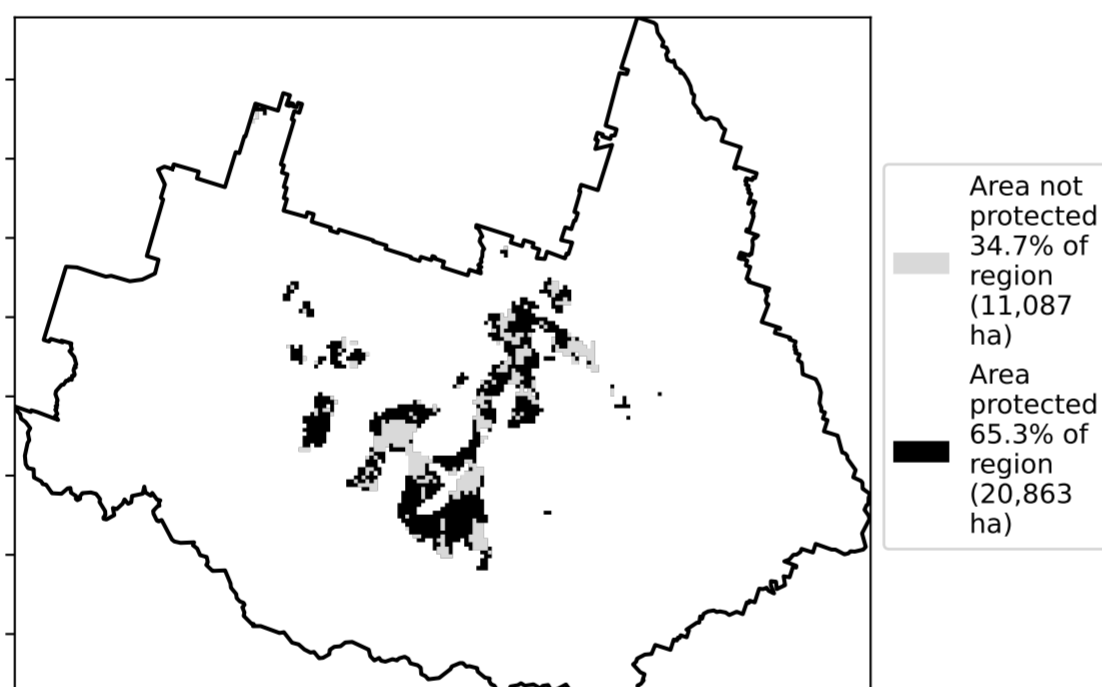 Area not
protected
34.7% of
region
(11,087
ha)
Area
protected
65.3% of
region
(20,863
ha)